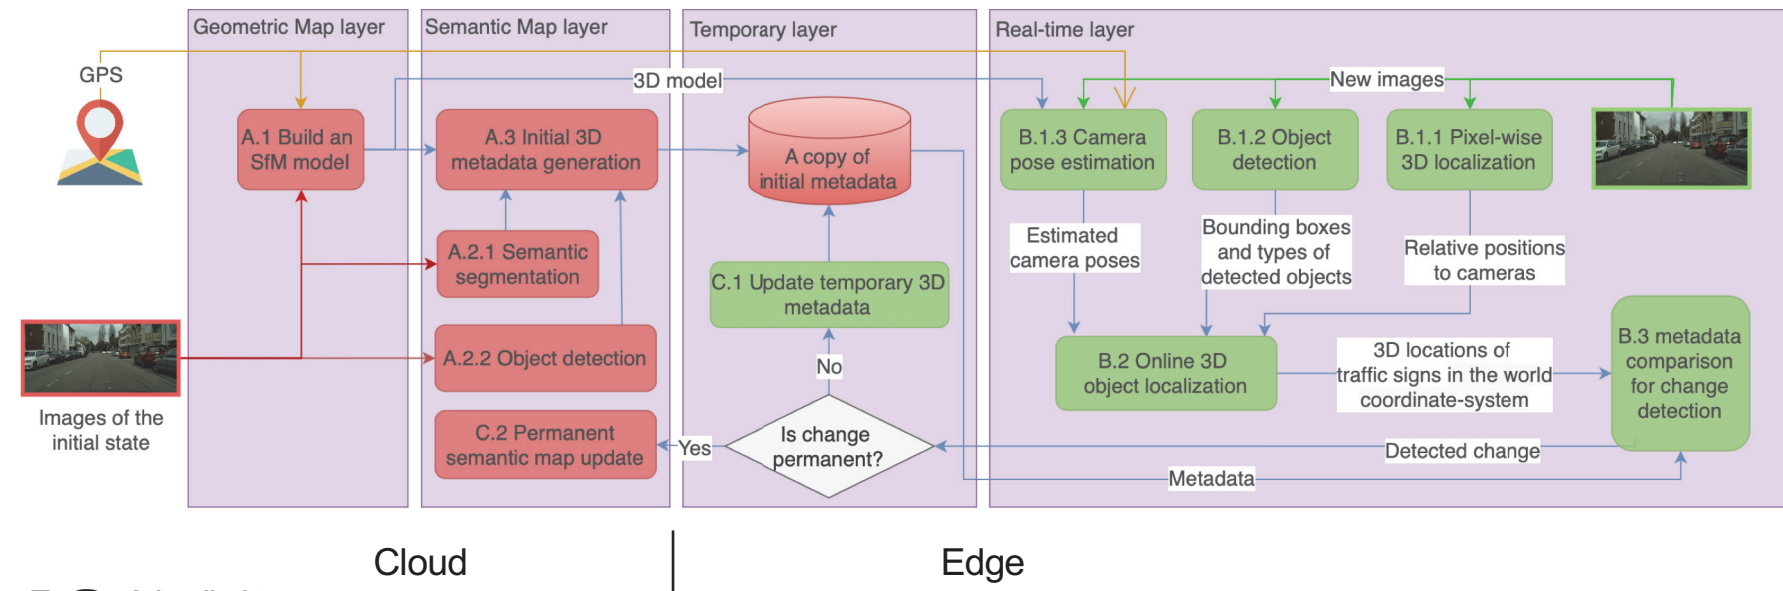 Geometric Map layer
Semantic Map layer
Temporary layer
Real-time layer
GPS
3D model
New images
A.1 Build an
SfM model
A.3 Initial 3D
metadata generation
A copy of
initial metadata
B.1.3 Camera
pose estimation
B.1.2 Object
detection
B.1.1 Pixel-wise
3D localization
Estimated
camera poses
Bounding boxes
and types of
detected objects
Relative positions
to cameras
A.2.1 Semantic
segmentation
C.1 Update temporary 3D
metadata
A.2.2 Object detection
No
B.2 Online 3D
object localization
3D locations of
traffic signs in the world
coordinate-system
B.3 metadata
comparison
for change
detection
Images of the
initial state
C.2 Permanent
semantic map update
Yes
Is change
permanent?
Detected change
Metadata
Cloud
Edge